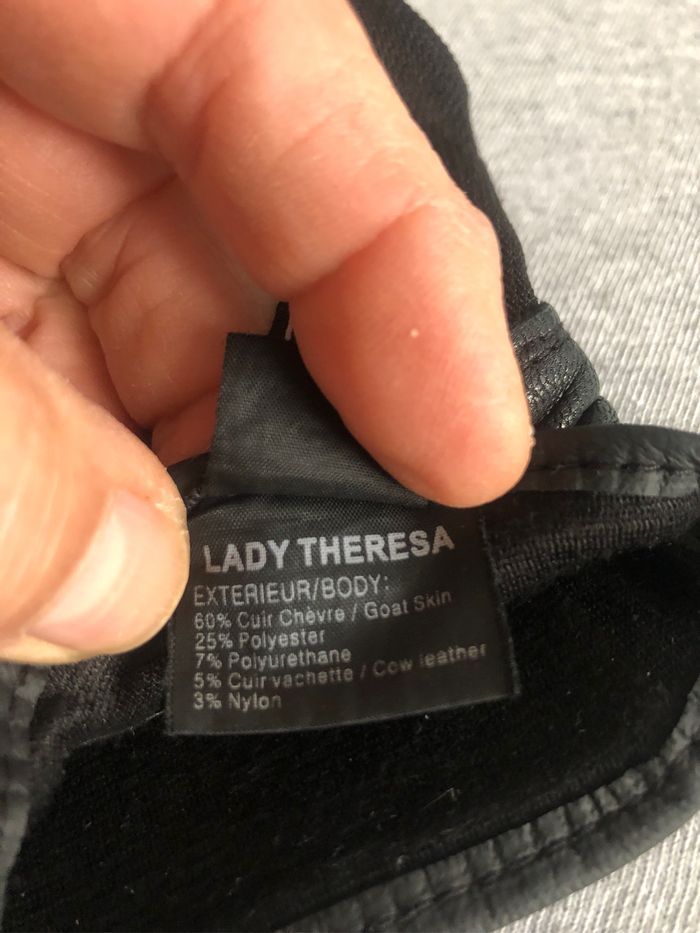 LADY THERESA
EXTERIEUR/BODY:
60% Cuir Chèvre / Goat Skin
25% Polyester
7% Polyurethane
5% Cuir vachette / Cow leather
3% Nylon